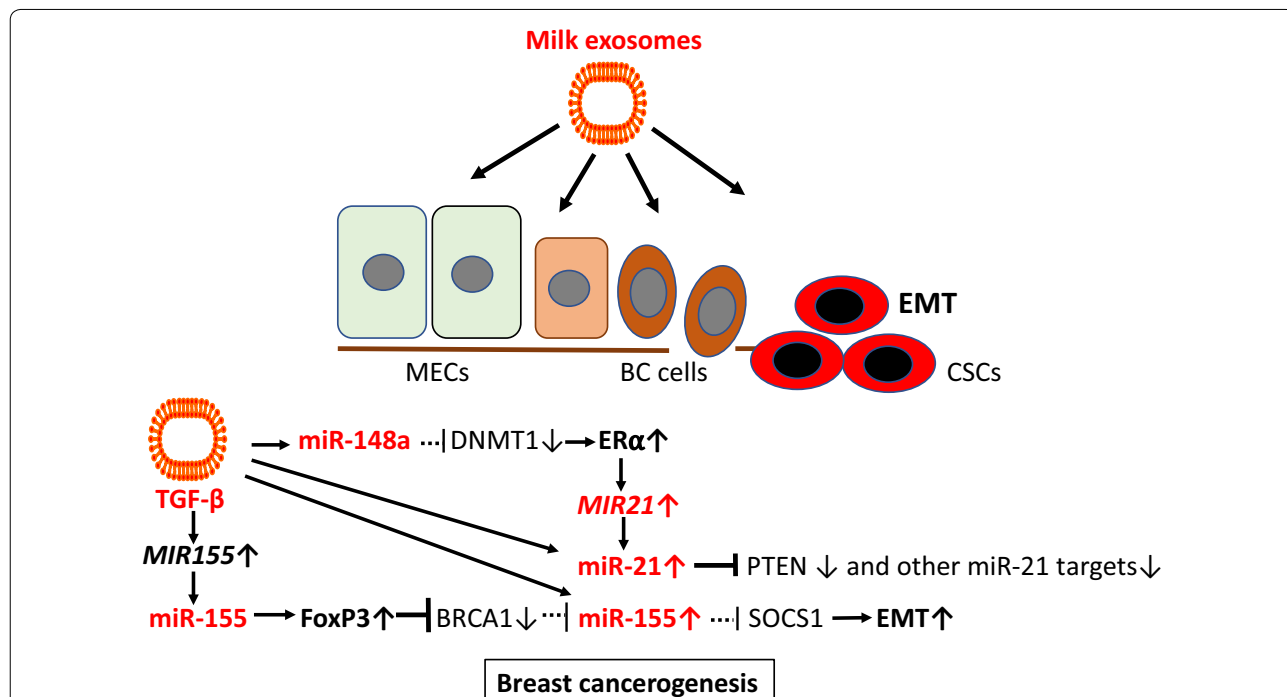 Milk exosomes
EMT
MECs
BC cells
CSCs
miR-148a DNMT1↓ ERα↑
TGF-β
MIR21↑
MIR155↑
miR-21↑ PTEN ↓ and other miR-21 targets↓
miR-155 FoxP3↑ BRCA1↓ miR-155↑ SOCS1 EMT↑
Breast cancerogenesis